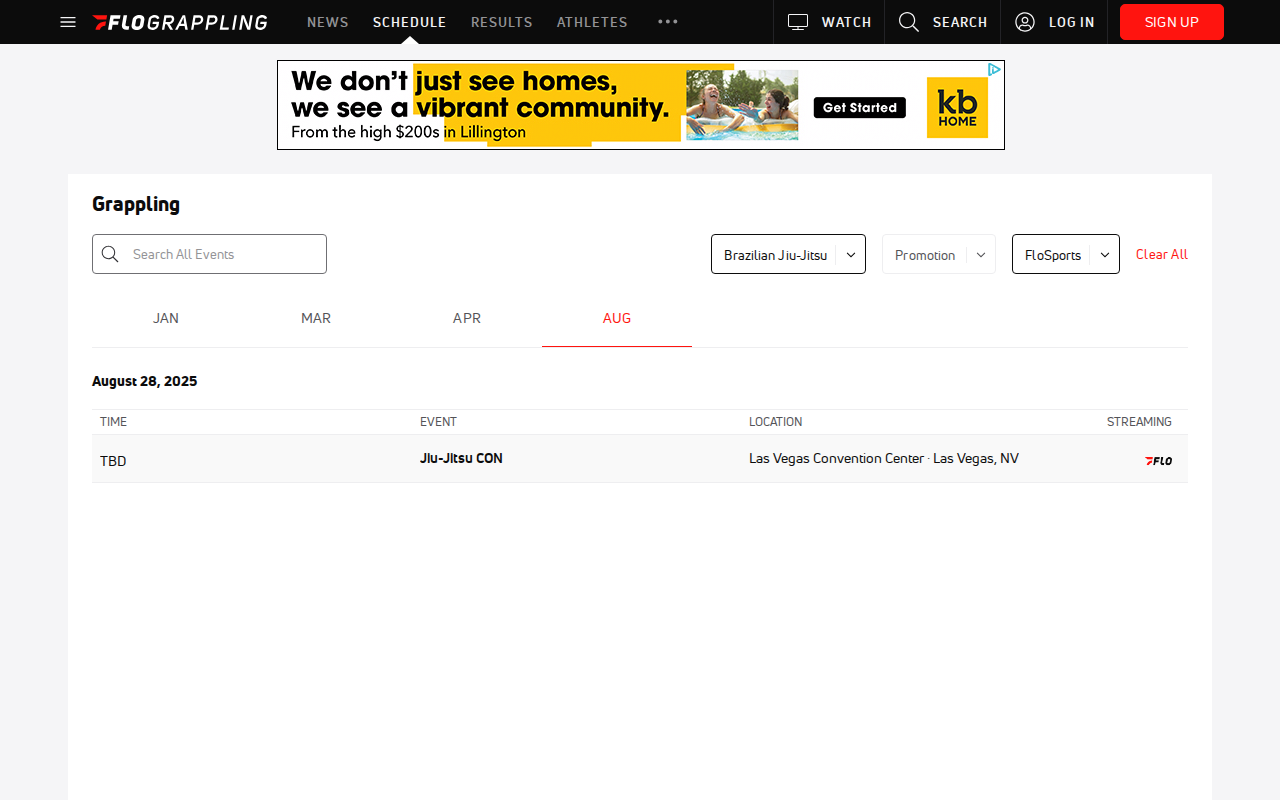 FLOGRAPPLING NEWS SCHEDULE RESULTS ATHLETES ••• WATCH SEARCH LOG IN SIGN UP
We don't just see homes,
we see a vibrant community.
From the high $200s in Lillington
Get Started
kb
HOME
Grappling
Search All Events Brazilian Jiu-Jitsu Promotion FloSports Clear All
JAN MAR APR AUG
August 28, 2025
TIME EVENT LOCATION STREAMING
TBD Jiu-Jitsu CON Las Vegas Convention Center · Las Vegas, NV FLO